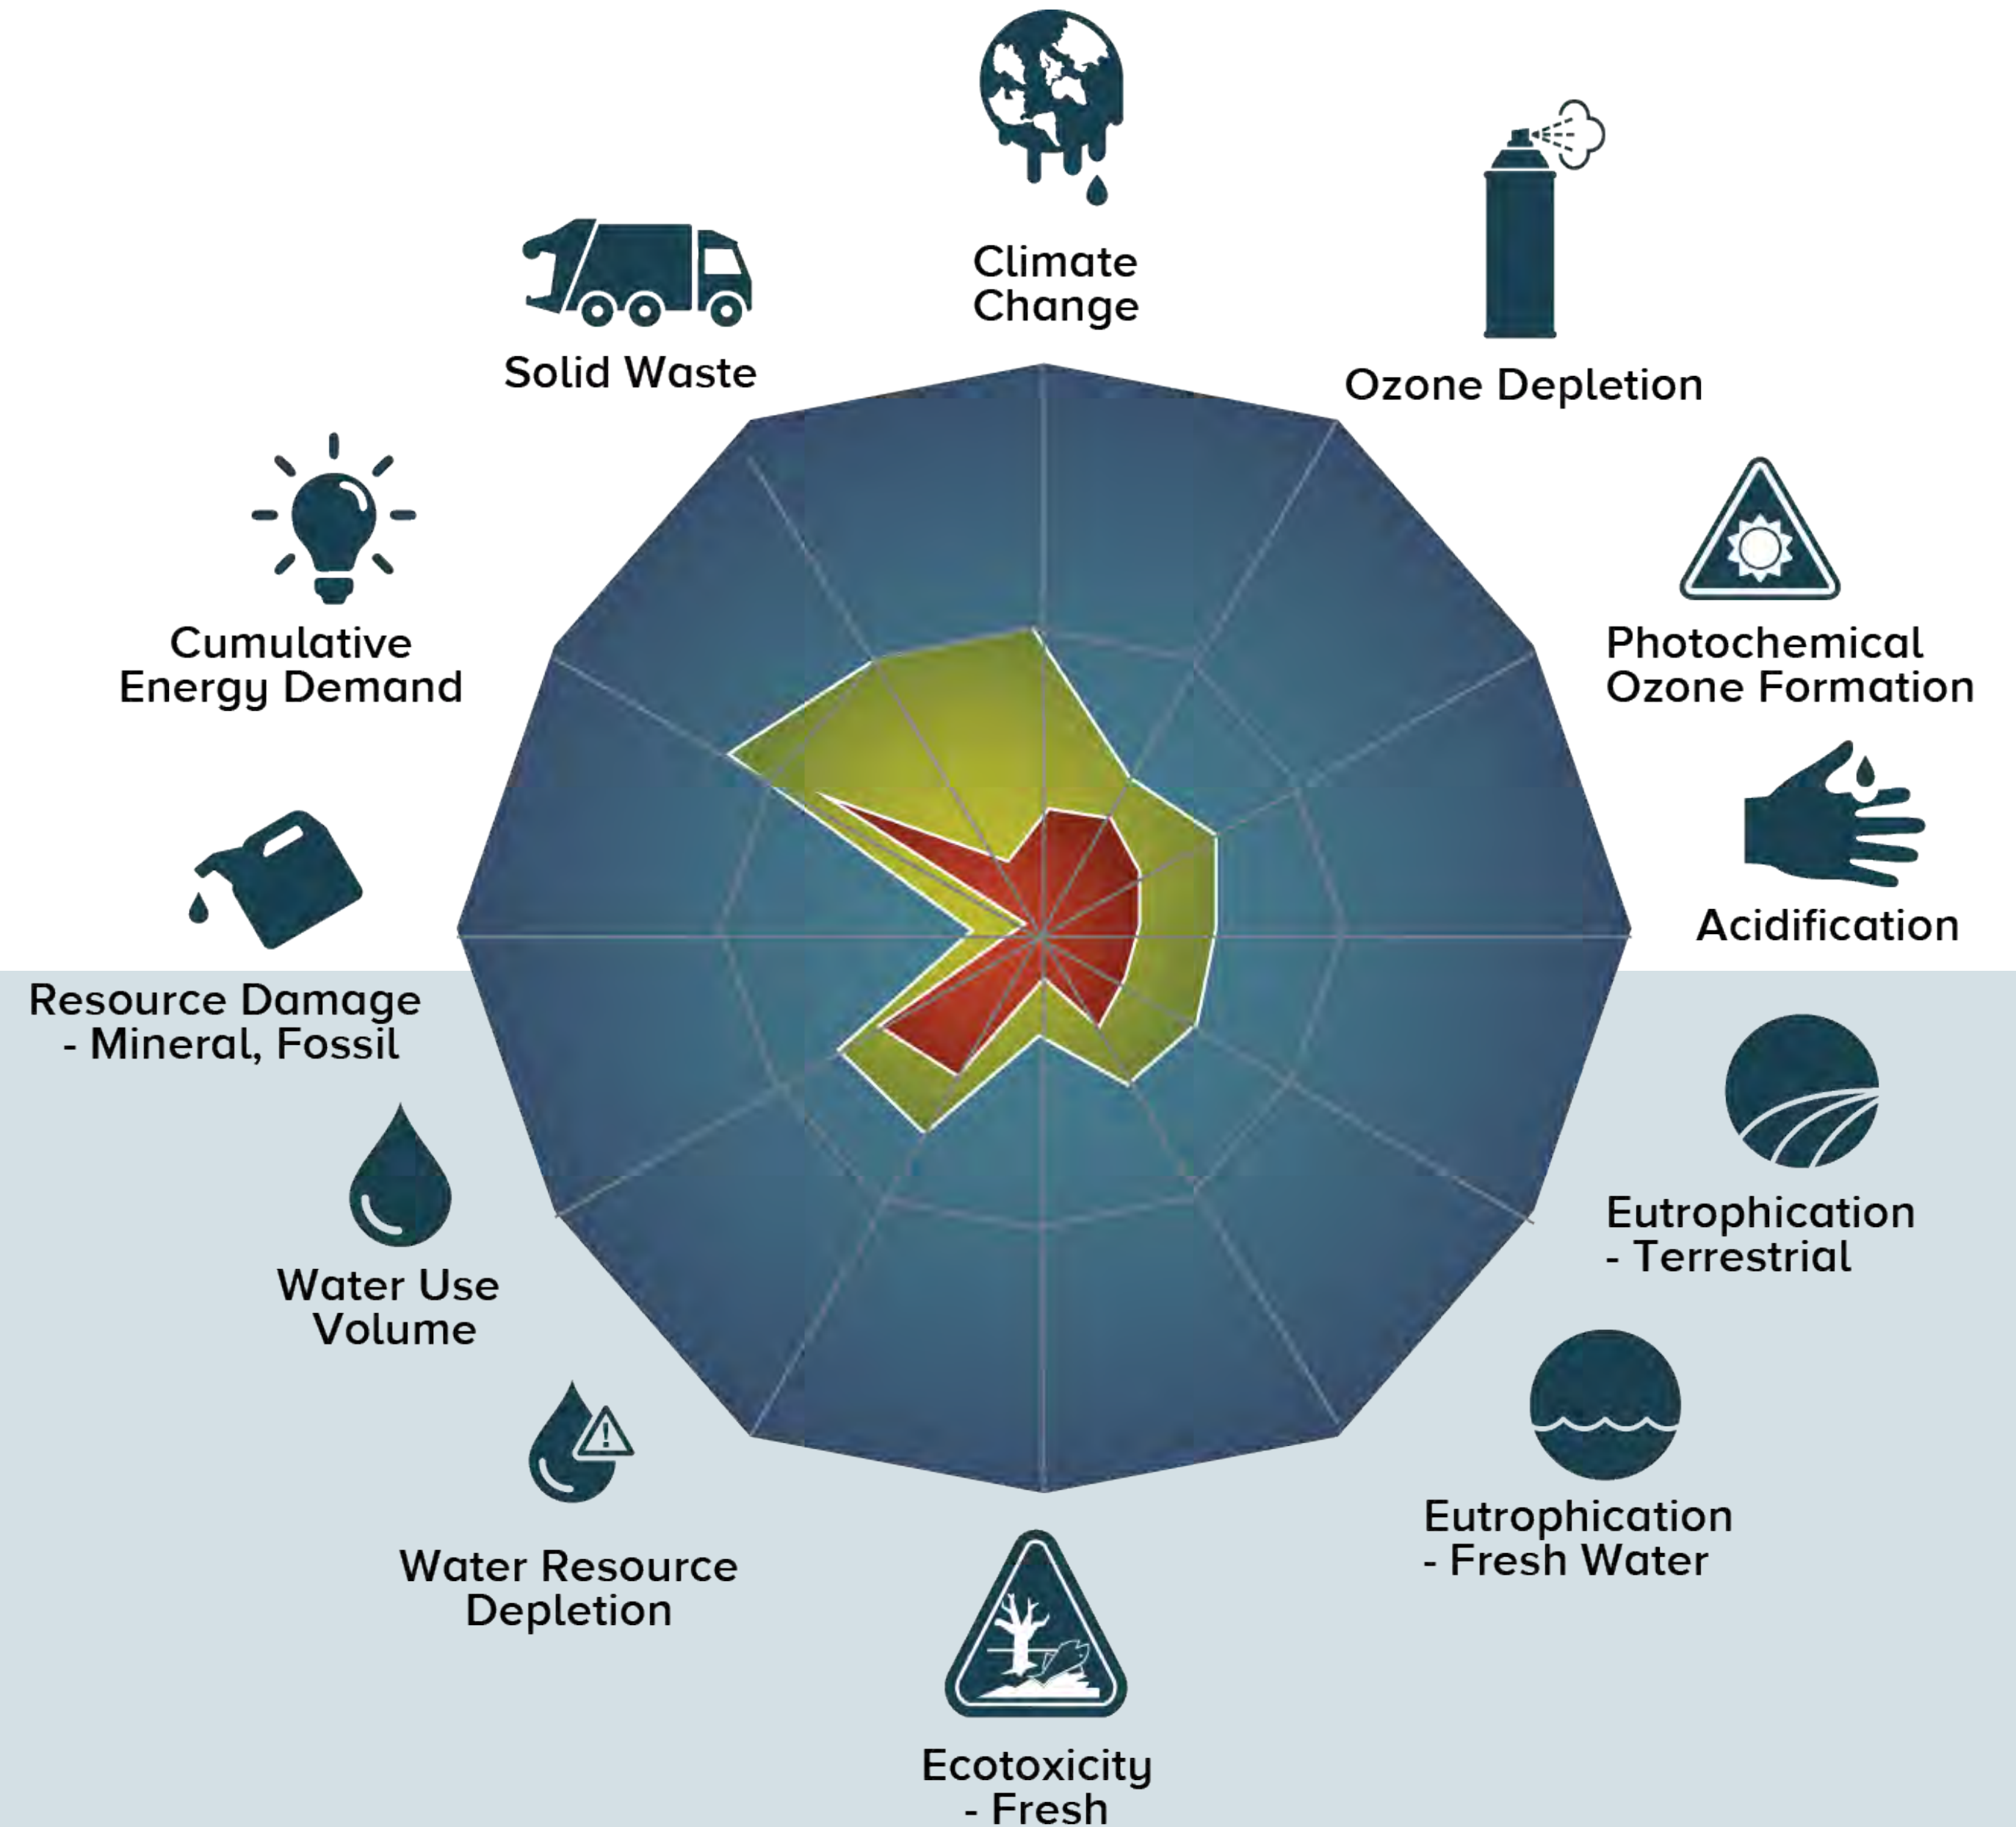 Climate
Change
Ozone Depletion
Solid Waste
Photochemical
Ozone Formation
Cumulative
Energy Demand
Acidification
Resource Damage
- Mineral, Fossil
Eutrophication
- Terrestrial
Water Use
Volume
Eutrophication
- Fresh Water
Water Resource
Depletion
!
Ecotoxicity
- Fresh